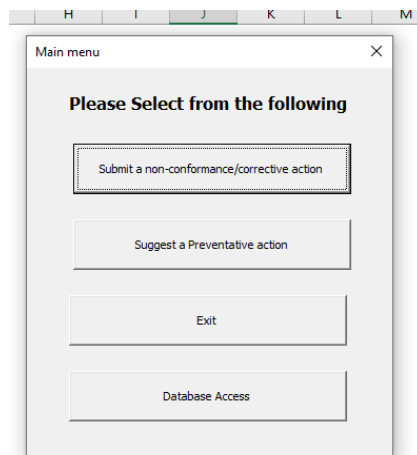 H I J K L M
Main menu
Please Select from the following
Submit a non-conformance/corrective action
Suggest a Preventative action
Exit
Database Access